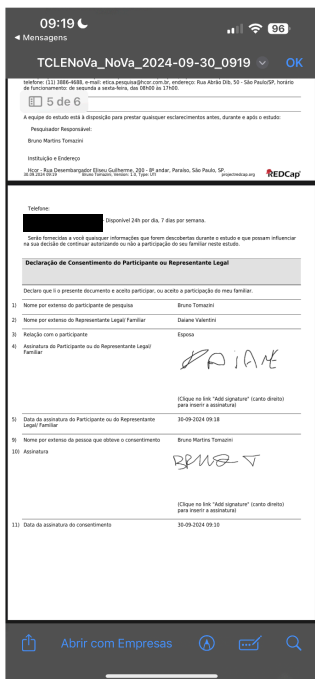 09:19
96
Mensagens
TCLENoVa_NoVa_2024-09-30_0919
OK
telefone: (11) 3886-4688, e-mail: etica.pesquisa@hcor.com.br, endereço: Rua Abrão Dib, 50 - São Paulo/SP, horário
de funcionamento: de segunda a sexta-feira, das 08h00 às 17h00.
5 de 6
A equipe do estudo está à disposição para prestar quaisquer esclarecimentos antes, durante e após o estudo:
Pesquisador Responsável:
Bruno Martins Tomazini
Instituição e Endereço
Hcor - Rua Desembargador Eliseu Guilherme, 200 - 8º andar, Paraíso, São Paulo, SP.
30.09.2024 09:19
Bruno Tomazini, Version: 1.0, Type: UTI
projectredcap.org
REDCap
Telefone:
- Disponível 24h por dia, 7 dias por semana.
Serão fornecidas a você quaisquer informações que forem descobertas durante o estudo e que possam influenciar
na sua decisão de continuar autorizando ou não a participação do seu familiar neste estudo.
Declaração de Consentimento do Participante ou Representante Legal
Declaro que li o presente documento e aceito participar, ou aceito a participação do meu familiar.
1) Nome por extenso do participante de pesquisa Bruno Tomazini
2) Nome por extenso do Representante Legal/ Familiar Daiane Valentini
3) Relação com o participante Esposa
4) Assinatura do Participante ou do Representante Legal/
Familiar
DAIANE
(Clique no link "Add signature" (canto direito)
para inserir a assinatura)
5) Data da assinatura do Participante ou do Representante
Legal/ Familiar
30-09-2024 09:18
9) Nome por extenso da pessoa que obteve o consentimento Bruno Martins Tomazini
10) Assinatura
(Clique no link "Add signature" (canto direito)
para inserir a assinatura)
11) Data da assinatura do consentimento 30-09-2024 09:10
Abrir com Empresas